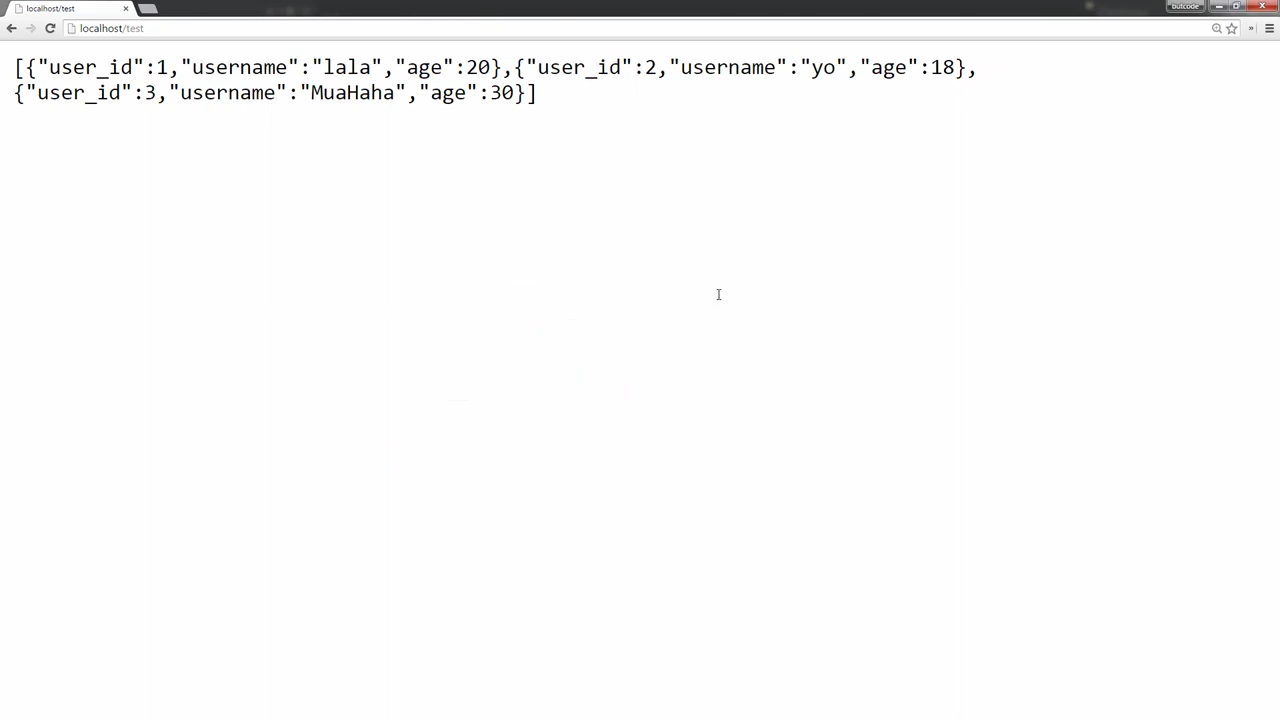 localhost/test
butcode
localhost/test
[{"user_id":1,"username":"lala","age":20},{"user_id":2,"username":"yo","age":18},
{"user_id":3,"username":"MuaHaha","age":30}]